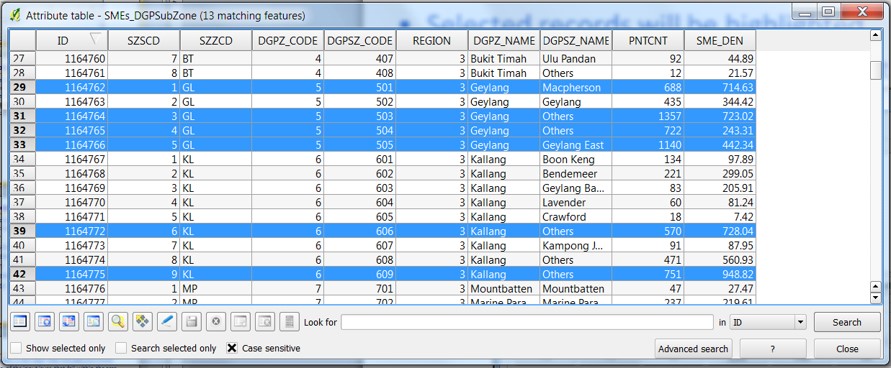 Attribute table - SMEs_DGPSubZone (13 matching features)
ID SZSCD SZZCD DGPZ_CODE DGPSZ_CODE REGION DGPZ_NAME DGPSZ_NAME PNTCNT SME_DEN
27 1164760 7 BT 4 407 3 Bukit Timah Ulu Pandan 92 44.89
28 1164761 8 BT 4 408 3 Bukit Timah Others 12 21.57
29 1164762 1 GL 5 501 3 Geylang Macpherson 688 714.63
30 1164763 2 GL 5 502 3 Geylang Geylang 435 344.42
31 1164764 3 GL 5 503 3 Geylang Others 1357 723.02
32 1164765 4 GL 5 504 3 Geylang Others 722 243.31
33 1164766 5 GL 5 505 3 Geylang Geylang East 1140 442.34
34 1164767 1 KL 6 601 3 Kallang Boon Keng 134 97.89
35 1164768 2 KL 6 602 3 Kallang Bendemeer 221 299.05
36 1164769 3 KL 6 603 3 Kallang Geylang Ba... 83 205.91
37 1164770 4 KL 6 604 3 Kallang Lavender 60 81.24
38 1164771 5 KL 6 605 3 Kallang Crawford 18 7.42
39 1164772 6 KL 6 606 3 Kallang Others 570 728.04
40 1164773 7 KL 6 607 3 Kallang Kampong J... 91 87.95
41 1164774 8 KL 6 608 3 Kallang Others 471 560.93
42 1164775 9 KL 6 609 3 Kallang Others 751 948.82
43 1164776 1 MP 7 701 3 Mountbatten Mountbatten 47 27.47
44 1164777 2 MP 7 702 3 Mountbatten Marine Para 237 219.61
Look for in ID Search
Show selected only Search selected only Case sensitive Advanced search ? Close